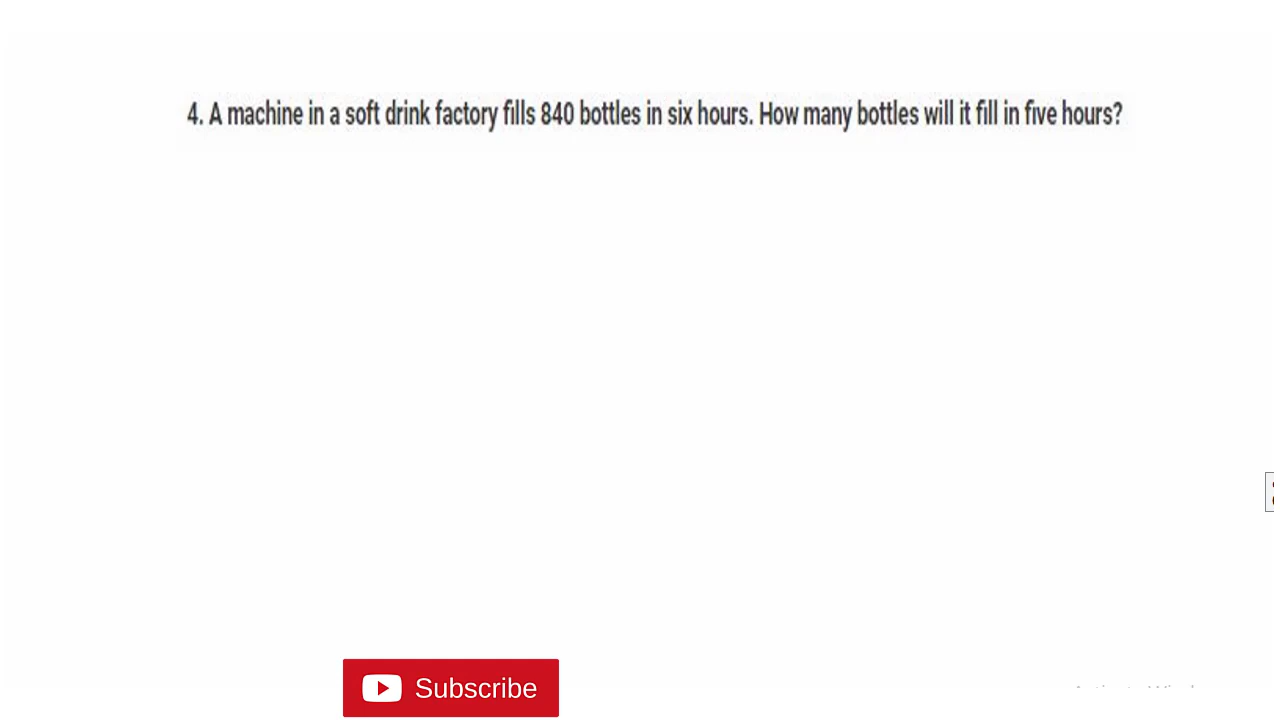 4. A machine in a soft drink factory fills 840 bottles in six hours. How many bottles will it fill in five hours?
Subscribe